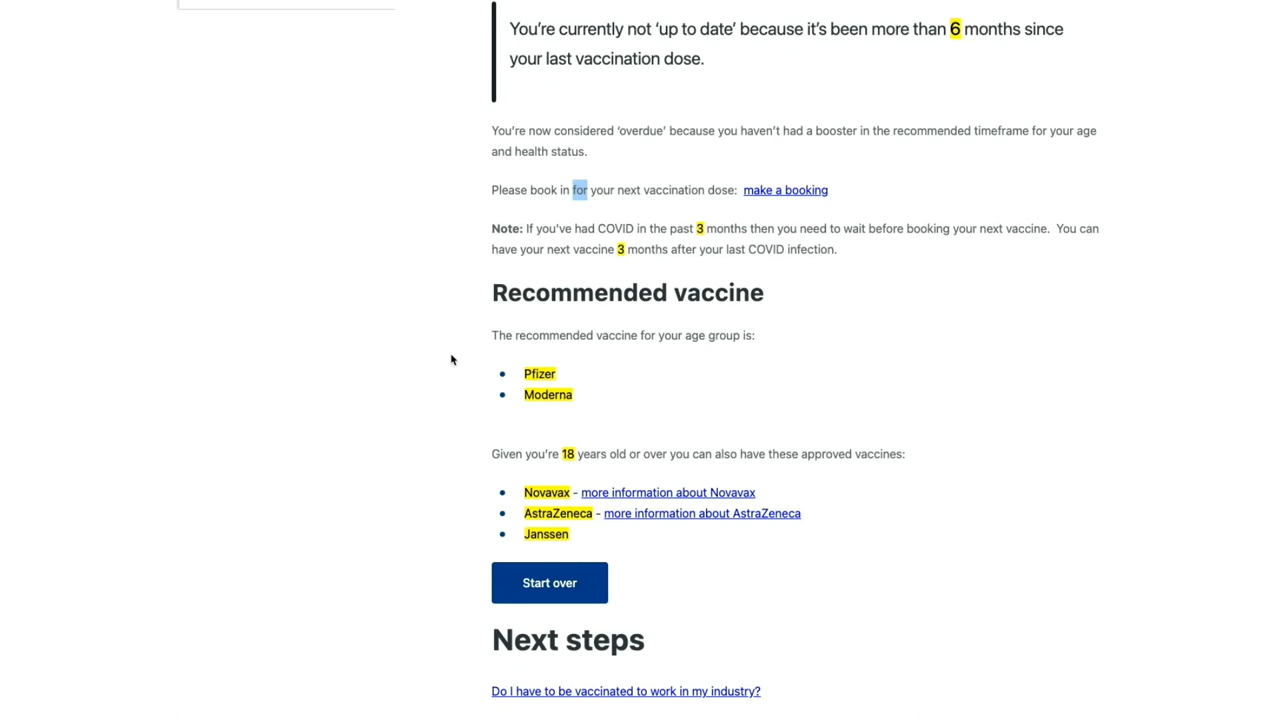 You're currently not ‘up to date’ because it's been more than 6 months since
your last vaccination dose.
You're now considered ‘overdue’ because you haven't had a booster in the recommended timeframe for your age
and health status.
Please book in for your next vaccination dose: make a booking
Note: If you've had COVID in the past 3 months then you need to wait before booking your next vaccine. You can
have your next vaccine 3 months after your last COVID infection.
Recommended vaccine
The recommended vaccine for your age group is:
• Pfizer
• Moderna
Given you're 18 years old or over you can also have these approved vaccines:
• Novavax - more information about Novavax
• AstraZeneca - more information about AstraZeneca
• Janssen
Start over
Next steps
Do I have to be vaccinated to work in my industry?